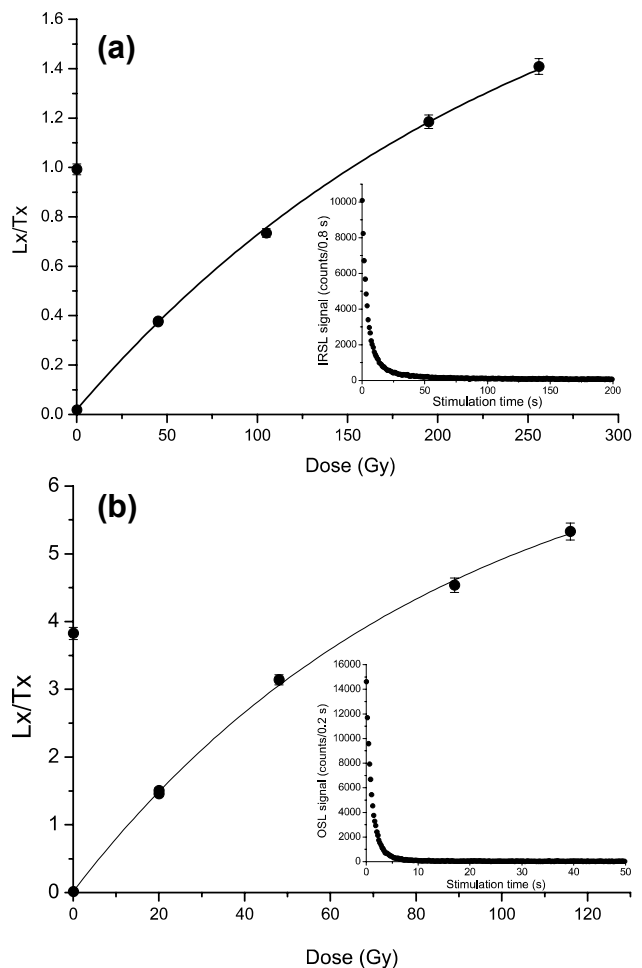 (a)
1.6
1.4
1.2
1.0
0.8
0.6
0.4
0.2
0.0
Lx/Tx
0 50 100 150 200 250 300
Dose (Gy)
10000
8000
6000
4000
2000
0
IRSL signal (counts/0.8 s)
0 50 100 150 200
Stimulation time (s)
(b)
6
5
4
3
2
1
0
Lx/Tx
0 20 40 60 80 100 120
Dose (Gy)
16000
14000
12000
10000
8000
6000
4000
2000
0
OSL signal (counts/0.2 s)
0 10 20 30 40 50
Stimulation time (s)